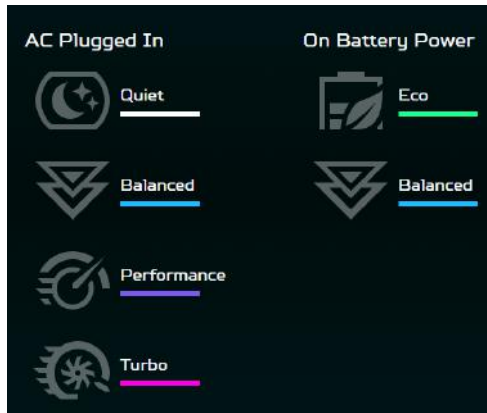 AC Plugged In
On Battery Power
Quiet
Eco
Balanced
Balanced
Performance
Turbo